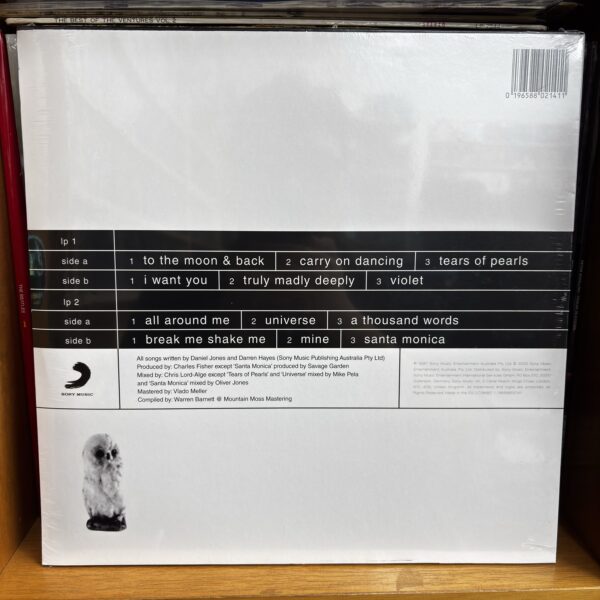 THE BEST OF THE VENTURES VOL 2
0 196588 021411
lp 1
side a 1 to the moon & back 2 carry on dancing 3 tears of pearls
side b 1 i want you 2 truly madly deeply 3 violet
lp 2
side a 1 all around me 2 universe 3 a thousand words
side b 1 break me shake me 2 mine 3 santa monica
All songs written by Daniel Jones and Darren Hayes (Sony Music Publishing Australia Pty Ltd)
Produced by: Charles Fisher except 'Santa Monica' produced by Savage Garden
Mixed by: Chris Lord-Alge except 'Tears of Pearls' and 'Universe' mixed by Mike Pela
and 'Santa Monica' mixed by Oliver Jones
Mastered by: Vlado Meller
Compiled by: Warren Barnett @ Mountain Moss Mastering
SONY MUSIC
THE BEATLES